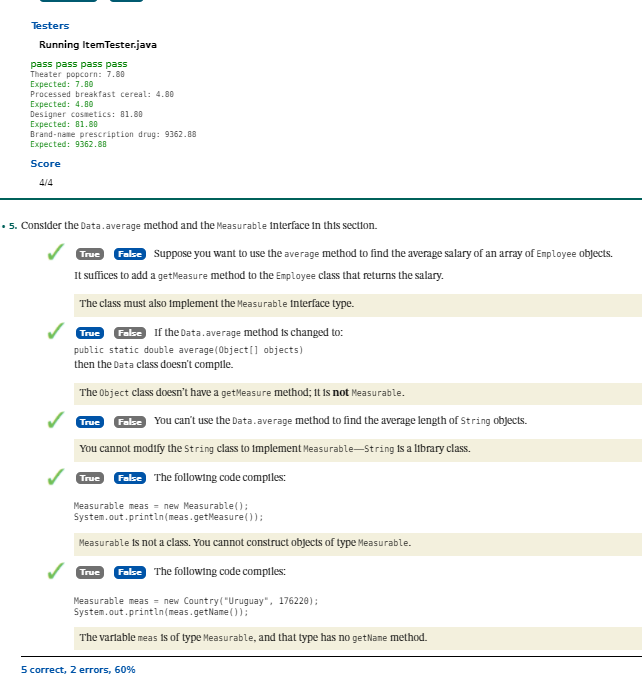 Testers
Running ItemTester.java
pass pass pass pass
Theater popcorn: 7.80
Expected: 7.80
Processed breakfast cereal: 4.80
Expected: 4.80
Designer cosmetics: 81.80
Expected: 81.80
Brand-name prescription drug: 9362.88
Expected: 9362.88
Score
4/4
• 5. Consider the Data.average method and the Measurable interface in this section.
True False Suppose you want to use the average method to find the average salary of an array of Employee objects.
It suffices to add a getMeasure method to the Employee class that returns the salary.
The class must also implement the Measurable interface type.
True False If the Data.average method is changed to:
public static double average(Object[] objects)
then the Data class doesn't compile.
The Object class doesn't have a getMeasure method; it is not Measurable.
True False You can't use the Data.average method to find the average length of String objects.
You cannot modify the String class to implement Measurable—String is a library class.
True False The following code compiles:
Measurable meas = new Measurable();
System.out.println(meas.getMeasure());
Measurable is not a class. You cannot construct objects of type Measurable.
True False The following code compiles:
Measurable meas = new Country("Uruguay", 176220);
System.out.println(meas.getName());
The variable meas is of type Measurable, and that type has no getName method.
5 correct, 2 errors, 60%